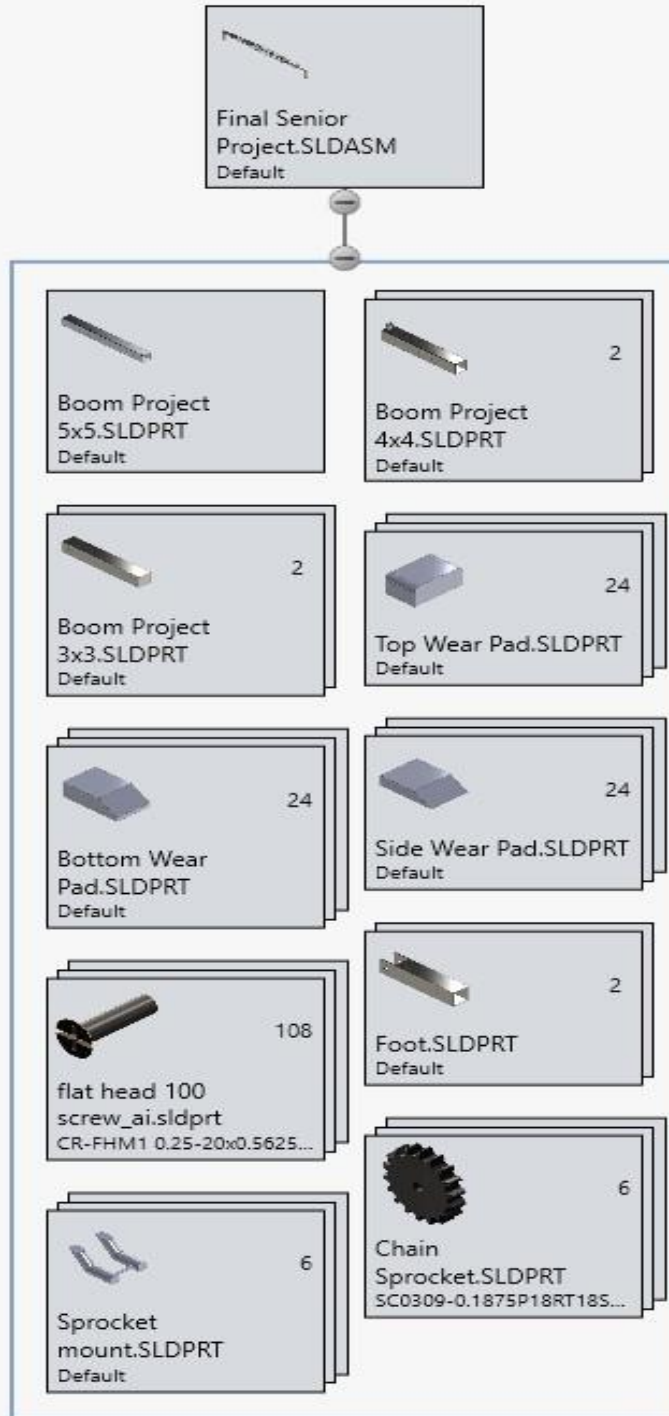 Final Senior
Project.SLDASM
Default
Boom Project
5x5.SLDPRT
Default
2
Boom Project
4x4.SLDPRT
Default
2
Boom Project
3x3.SLDPRT
Default
24
Top Wear Pad.SLDPRT
Default
24
Bottom Wear
Pad.SLDPRT
Default
24
Side Wear Pad.SLDPRT
Default
108
flat head 100
screw_ai.sldprt
CR-FHM1 0.25-20x0.5625...
2
Foot.SLDPRT
Default
6
Sprocket
mount.SLDPRT
Default
6
Chain
Sprocket.SLDPRT
SC0309-0.1875P18RT18S...